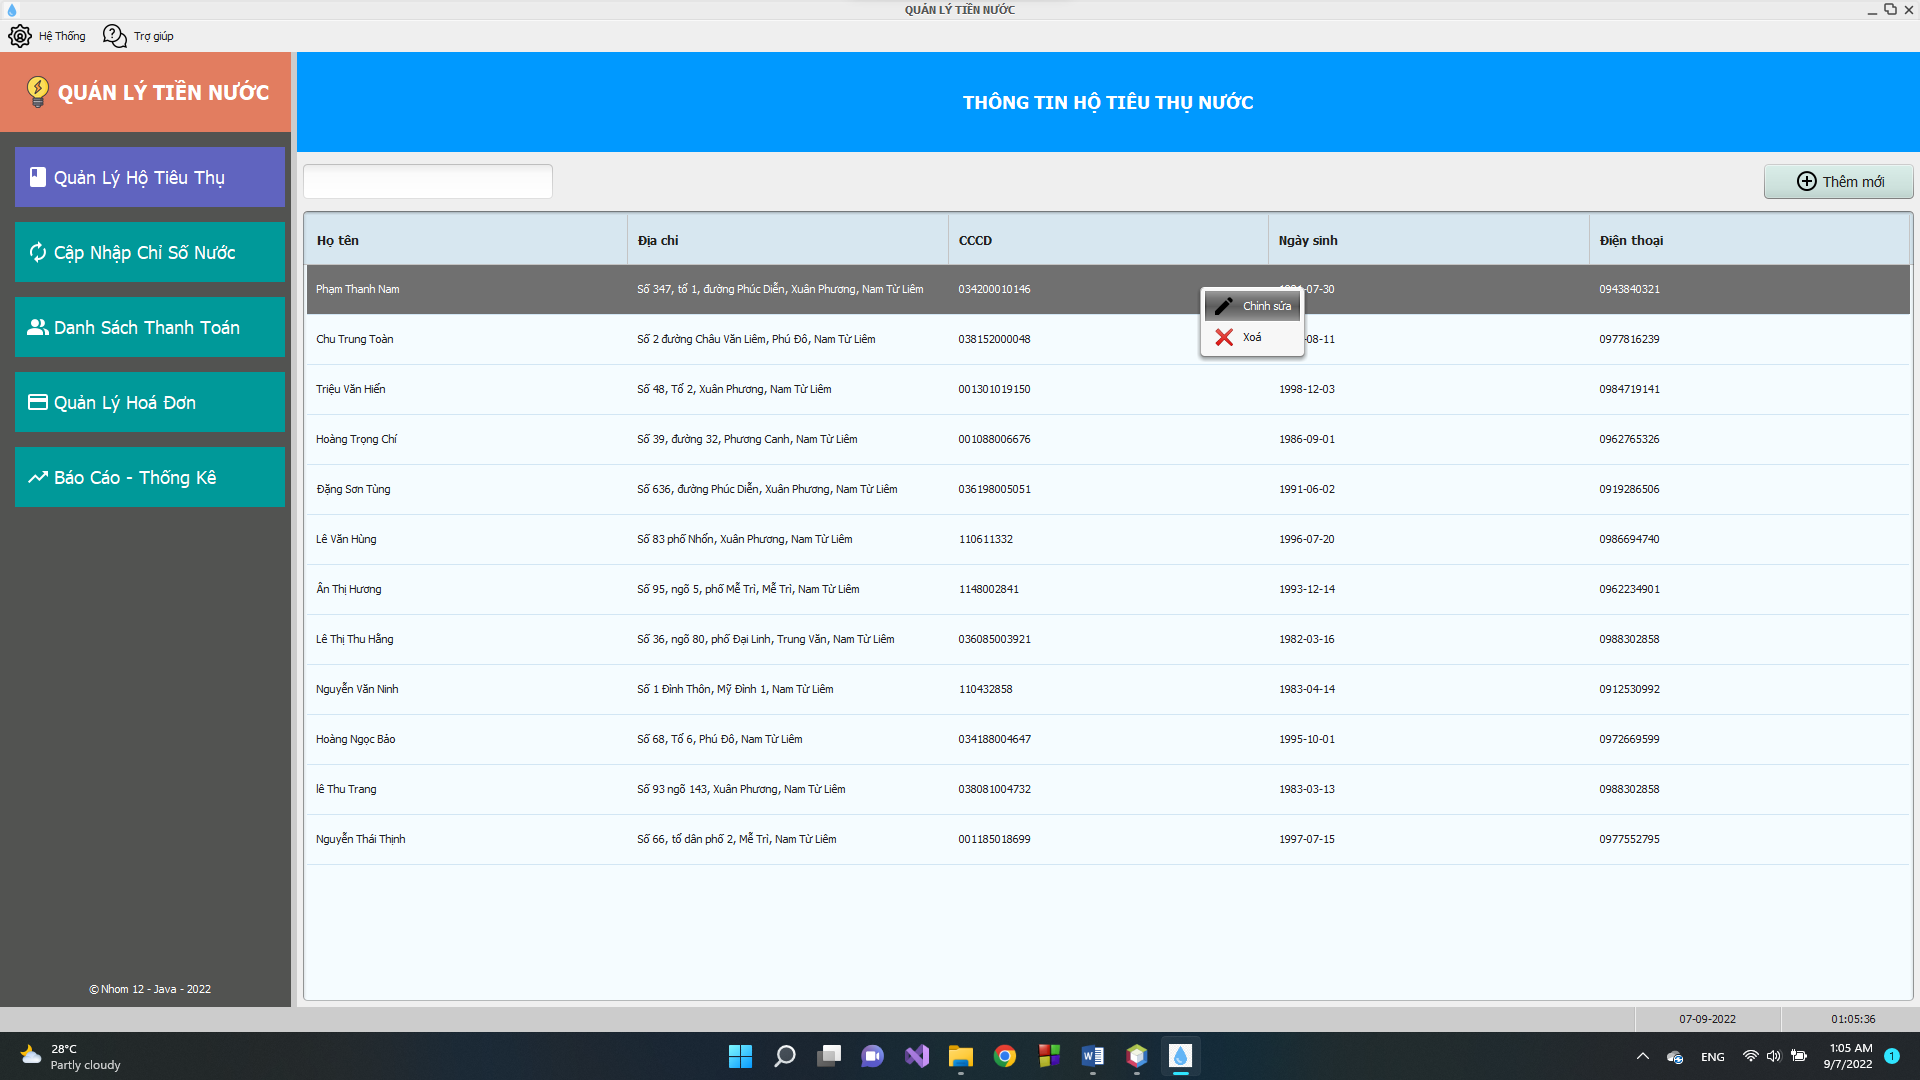 QUẢN LÝ TIỀN NƯỚC
Hệ Thống Trợ giúp
QUẢN LÝ TIỀN NƯỚC
THÔNG TIN HỘ TIÊU THỤ NƯỚC
Quản Lý Hộ Tiêu Thụ
Cập Nhập Chỉ Số Nước
Danh Sách Thanh Toán
Quản Lý Hoá Đơn
Báo Cáo - Thống Kê
© Nhom 12 - Java - 2022
Thêm mới
Họ tên Địa chỉ CCCD Ngày sinh Điện thoại
Phạm Thanh Nam Số 347, tổ 1, đường Phúc Diễn, Xuân Phương, Nam Từ Liêm 034200010146 07-30 0943840321
Chu Trung Toàn Số 2 đường Châu Văn Liêm, Phú Đô, Nam Từ Liêm 038152000048 -08-11 0977816239
Triệu Văn Hiến Số 48, Tổ 2, Xuân Phương, Nam Từ Liêm 001301019150 1998-12-03 0984719141
Hoàng Trọng Chí Số 39, đường 32, Phương Canh, Nam Từ Liêm 001088006676 1986-09-01 0962765326
Đặng Sơn Tùng Số 636, đường Phúc Diễn, Xuân Phương, Nam Từ Liêm 036198005051 1991-06-02 0919286506
Lê Văn Hùng Số 83 phố Nhổn, Xuân Phương, Nam Từ Liêm 110611332 1996-07-20 0986694740
Ân Thị Hương Số 95, ngõ 5, phố Mễ Trì, Mễ Trì, Nam Từ Liêm 1148002841 1993-12-14 0962234901
Lê Thị Thu Hằng Số 36, ngõ 80, phố Đại Linh, Trung Văn, Nam Từ Liêm 036085003921 1982-03-16 0988302858
Nguyễn Văn Ninh Số 1 Đình Thôn, Mỹ Đình 1, Nam Từ Liêm 110432858 1983-04-14 0912530992
Hoàng Ngọc Bảo Số 68, Tổ 6, Phú Đô, Nam Từ Liêm 034188004647 1995-10-01 0972669599
lê Thu Trang Số 93 ngõ 143, Xuân Phương, Nam Từ Liêm 038081004732 1983-03-13 0988302858
Nguyễn Thái Thịnh Số 66, tổ dân phố 2, Mễ Trì, Nam Từ Liêm 001185018699 1997-07-15 0977552795
Chỉnh sửa
Xoá
07-09-2022 01:05:36
28°C
Partly cloudy
ENG
1:05 AM
9/7/2022
1